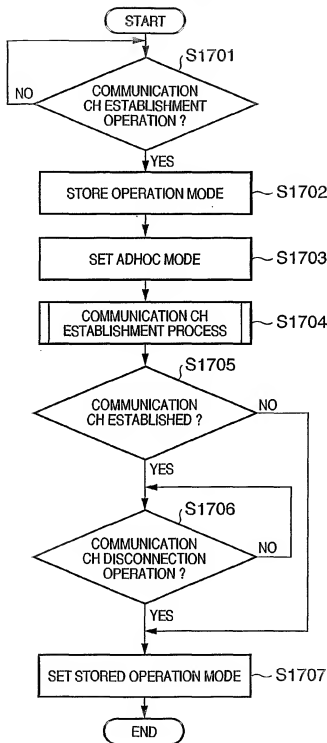 START
S1701
COMMUNICATION
CH ESTABLISHMENT
OPERATION ?
NO
YES
STORE OPERATION MODE
S1702
SET ADHOC MODE
S1703
COMMUNICATION CH
ESTABLISHMENT PROCESS
S1704
S1705
COMMUNICATION
CH ESTABLISHED ?
NO
YES
S1706
COMMUNICATION
CH DISCONNECTION
OPERATION ?
NO
YES
SET STORED OPERATION MODE
S1707
END